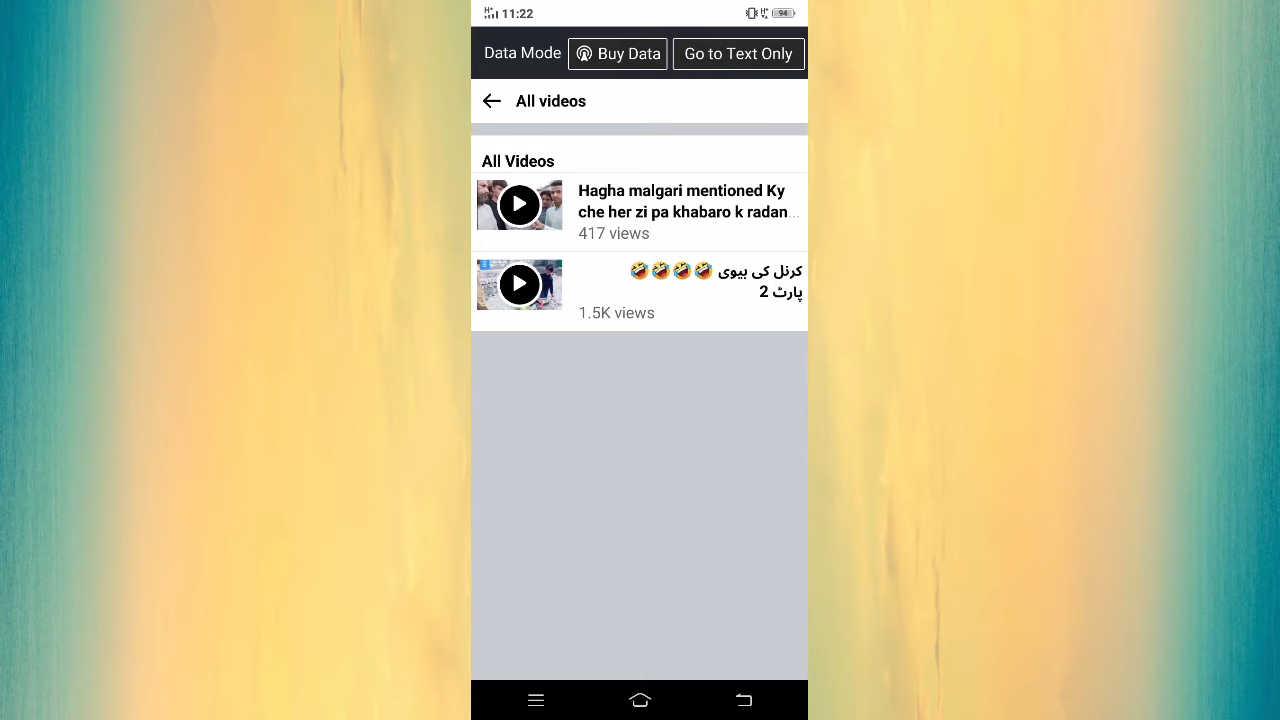 H+ 11:22 H+ 94
Data Mode Buy Data Go to Text Only
All videos
All Videos
Hagha malgari mentioned Ky
che her zi pa khabaro k radan...
417 views
کرنل کی بیوی 🤣🤣🤣🤣
پارٹ 2
1.5K views